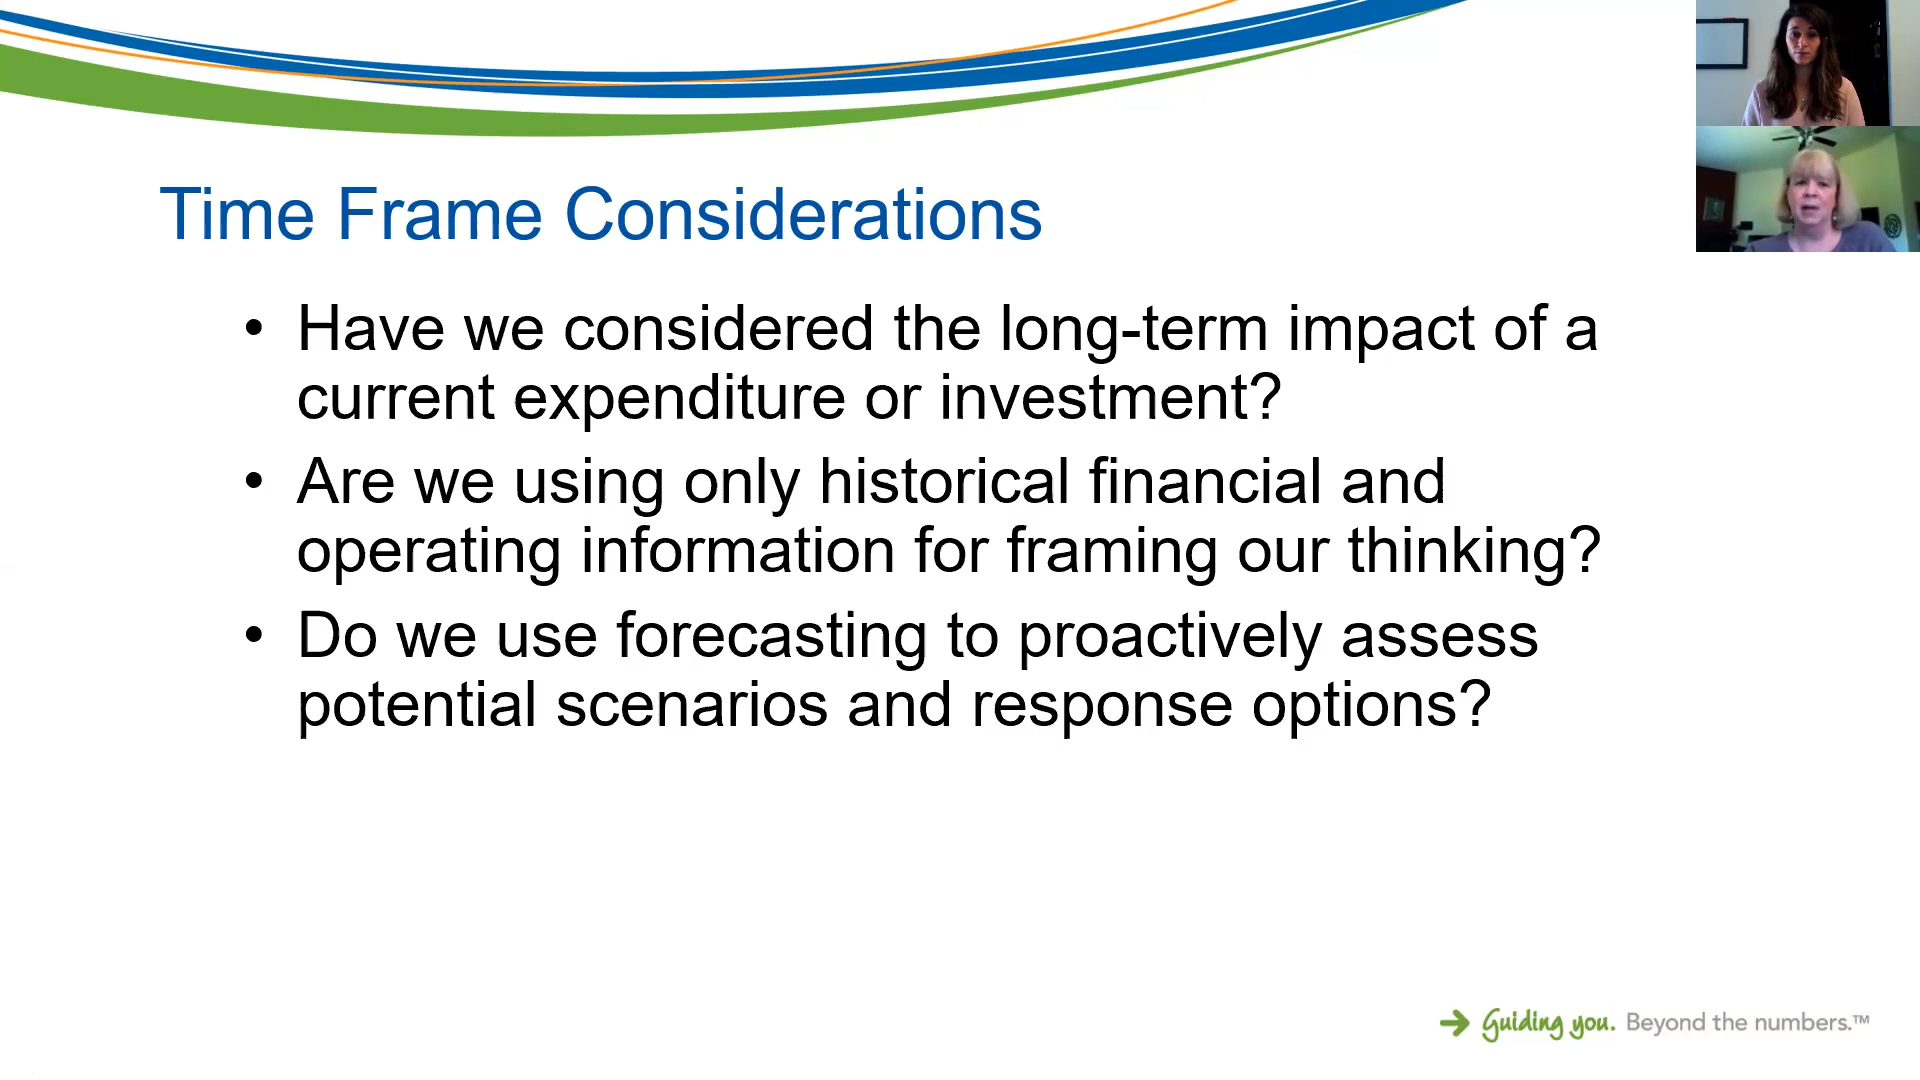 Time Frame Considerations
• Have we considered the long-term impact of a
current expenditure or investment?
• Are we using only historical financial and
operating information for framing our thinking?
• Do we use forecasting to proactively assess
potential scenarios and response options?
Guiding you. Beyond the numbers.™